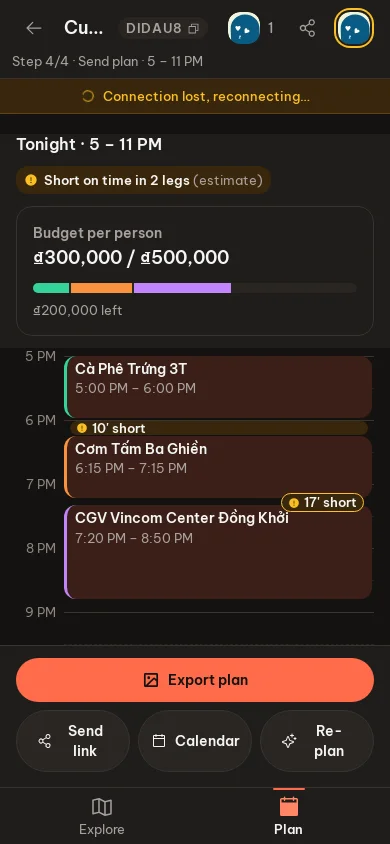 Cu...
DIDAU8
1
Step 4/4 · Send plan · 5 – 11 PM
Connection lost, reconnecting...
Tonight · 5 – 11 PM
Short on time in 2 legs (estimate)
Budget per person
₫300,000 / ₫500,000
₫200,000 left
5 PM
Cà Phê Trứng 3T
5:00 PM – 6:00 PM
6 PM
10' short
Cơm Tấm Ba Ghiền
6:15 PM – 7:15 PM
7 PM
17' short
CGV Vincom Center Đồng Khởi
7:20 PM – 8:50 PM
8 PM
9 PM
Export plan
Send
link
Calendar
Re-
plan
Explore
Plan